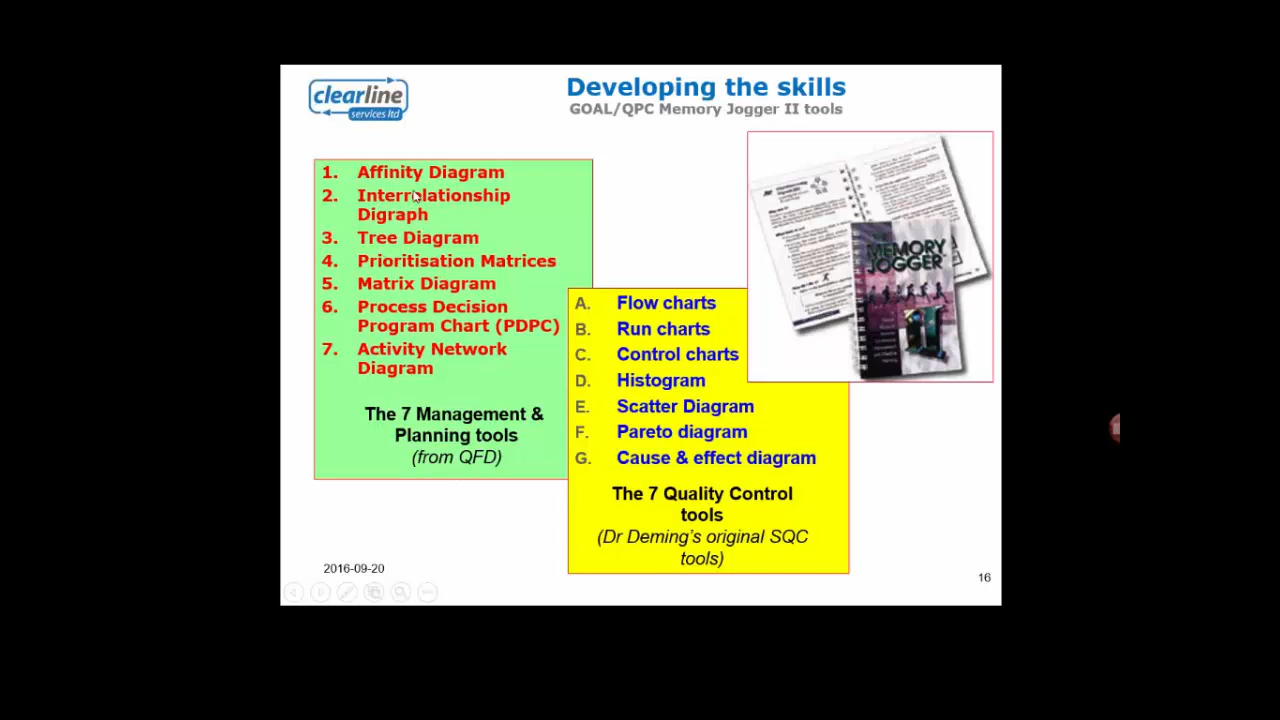 clearline
services ltd
Developing the skills
GOAL/QPC Memory Jogger II tools
1. Affinity Diagram
2. Interrelationship
Digraph
3. Tree Diagram
4. Prioritisation Matrices
5. Matrix Diagram
6. Process Decision
Program Chart (PDPC)
7. Activity Network
Diagram
The 7 Management &
Planning tools
(from QFD)
A. Flow charts
B. Run charts
C. Control charts
D. Histogram
E. Scatter Diagram
F. Pareto diagram
G. Cause & effect diagram
The 7 Quality Control
tools
(Dr Deming's original SQC
tools)
MEMORY
JOGGER
2016-09-20
16